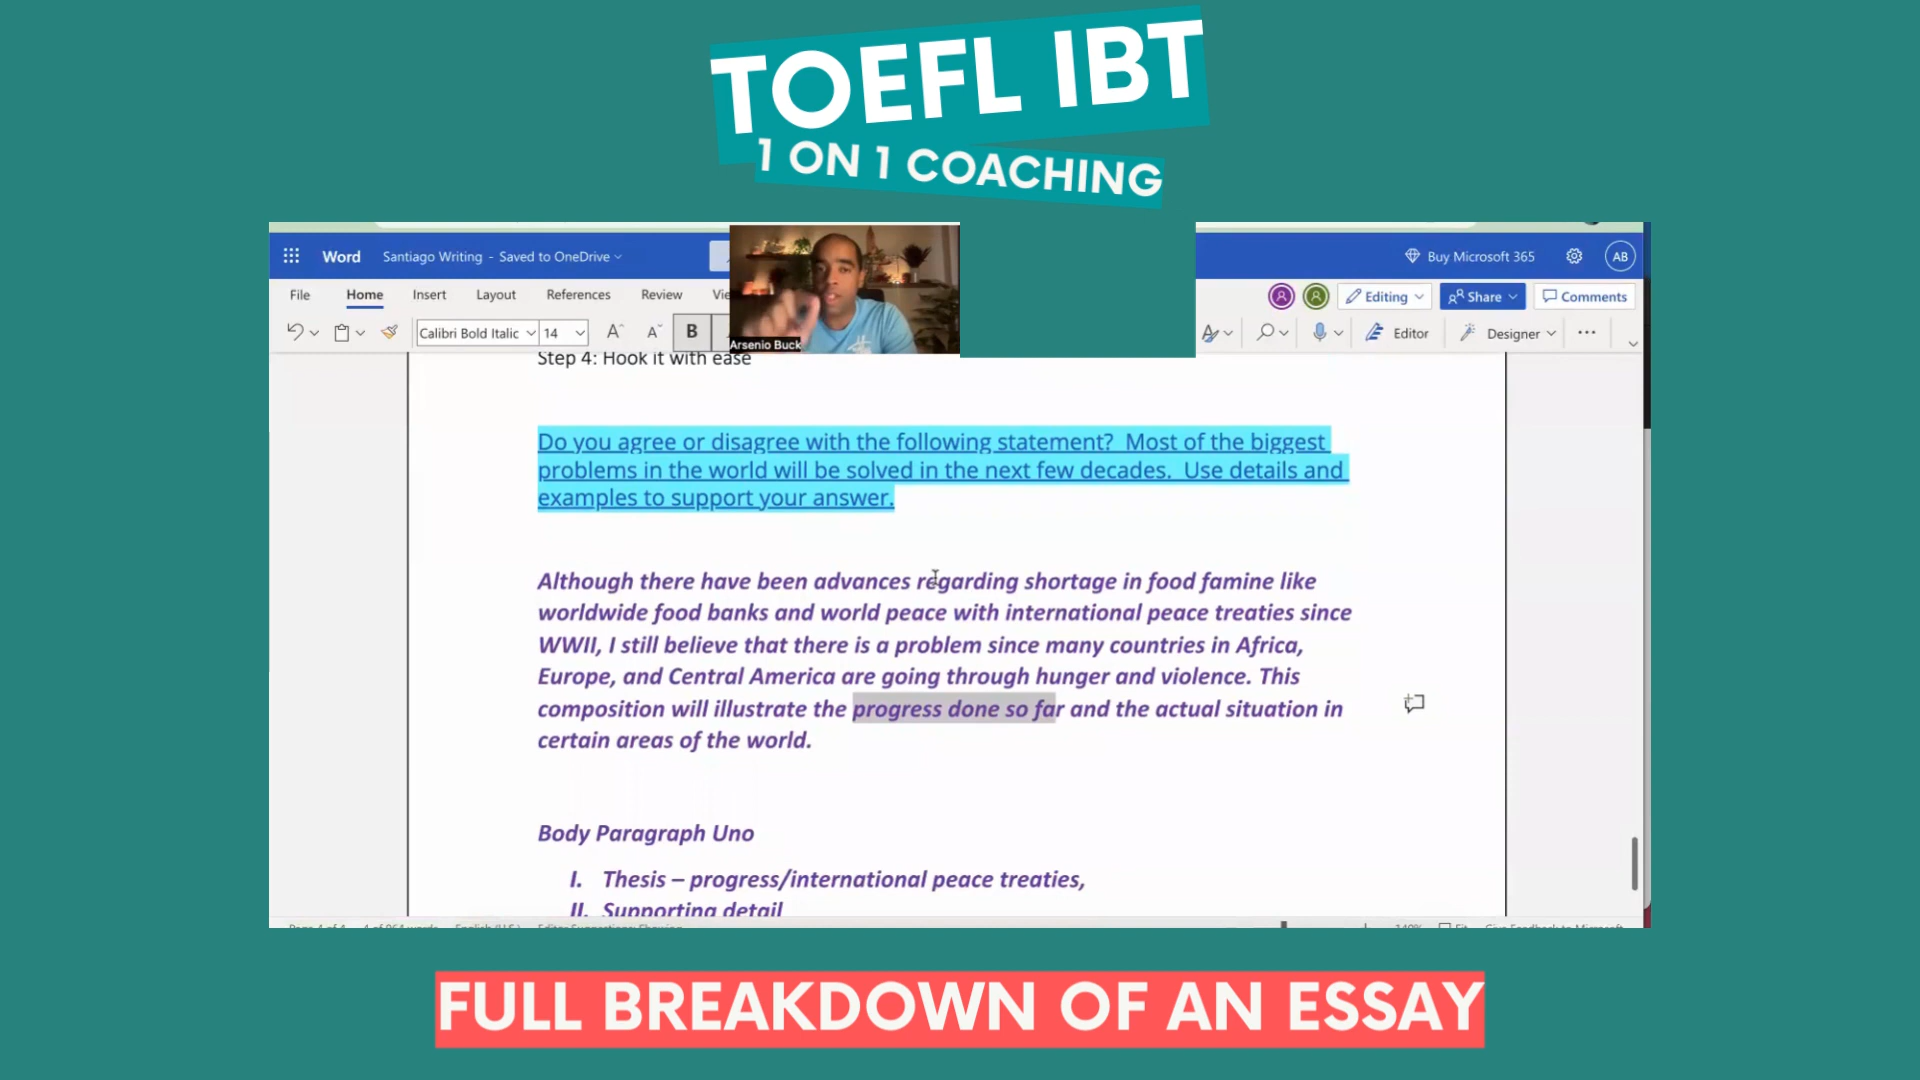 TOEFL IBT
1 ON 1 COACHING
Word
Santiago Writing - Saved to OneDrive
Buy Microsoft 365
AB
File
Home
Insert
Layout
References
Review
Editing
Share
Comments
Calibri Bold Italic
14
A
A
B
Editor
Designer
Arsenio Buck
Step 4: Hook it with ease
Do you agree or disagree with the following statement? Most of the biggest
problems in the world will be solved in the next few decades. Use details and
examples to support your answer.
Although there have been advances regarding shortage in food famine like
worldwide food banks and world peace with international peace treaties since
WWII, I still believe that there is a problem since many countries in Africa,
Europe, and Central America are going through hunger and violence. This
composition will illustrate the progress done so far and the actual situation in
certain areas of the world.
Body Paragraph Uno
I. Thesis – progress/international peace treaties,
II. Supporting detail
FULL BREAKDOWN OF AN ESSAY